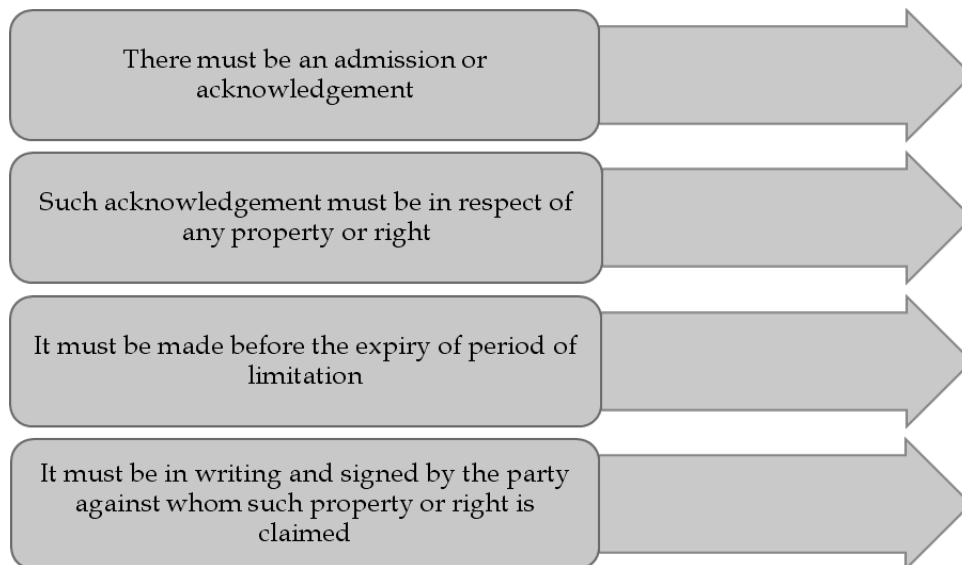 There must be an admission or
acknowledgement
Such acknowledgement must be in respect of
any property or right
It must be made before the expiry of period of
limitation
It must be in writing and signed by the party
against whom such property or right is
claimed